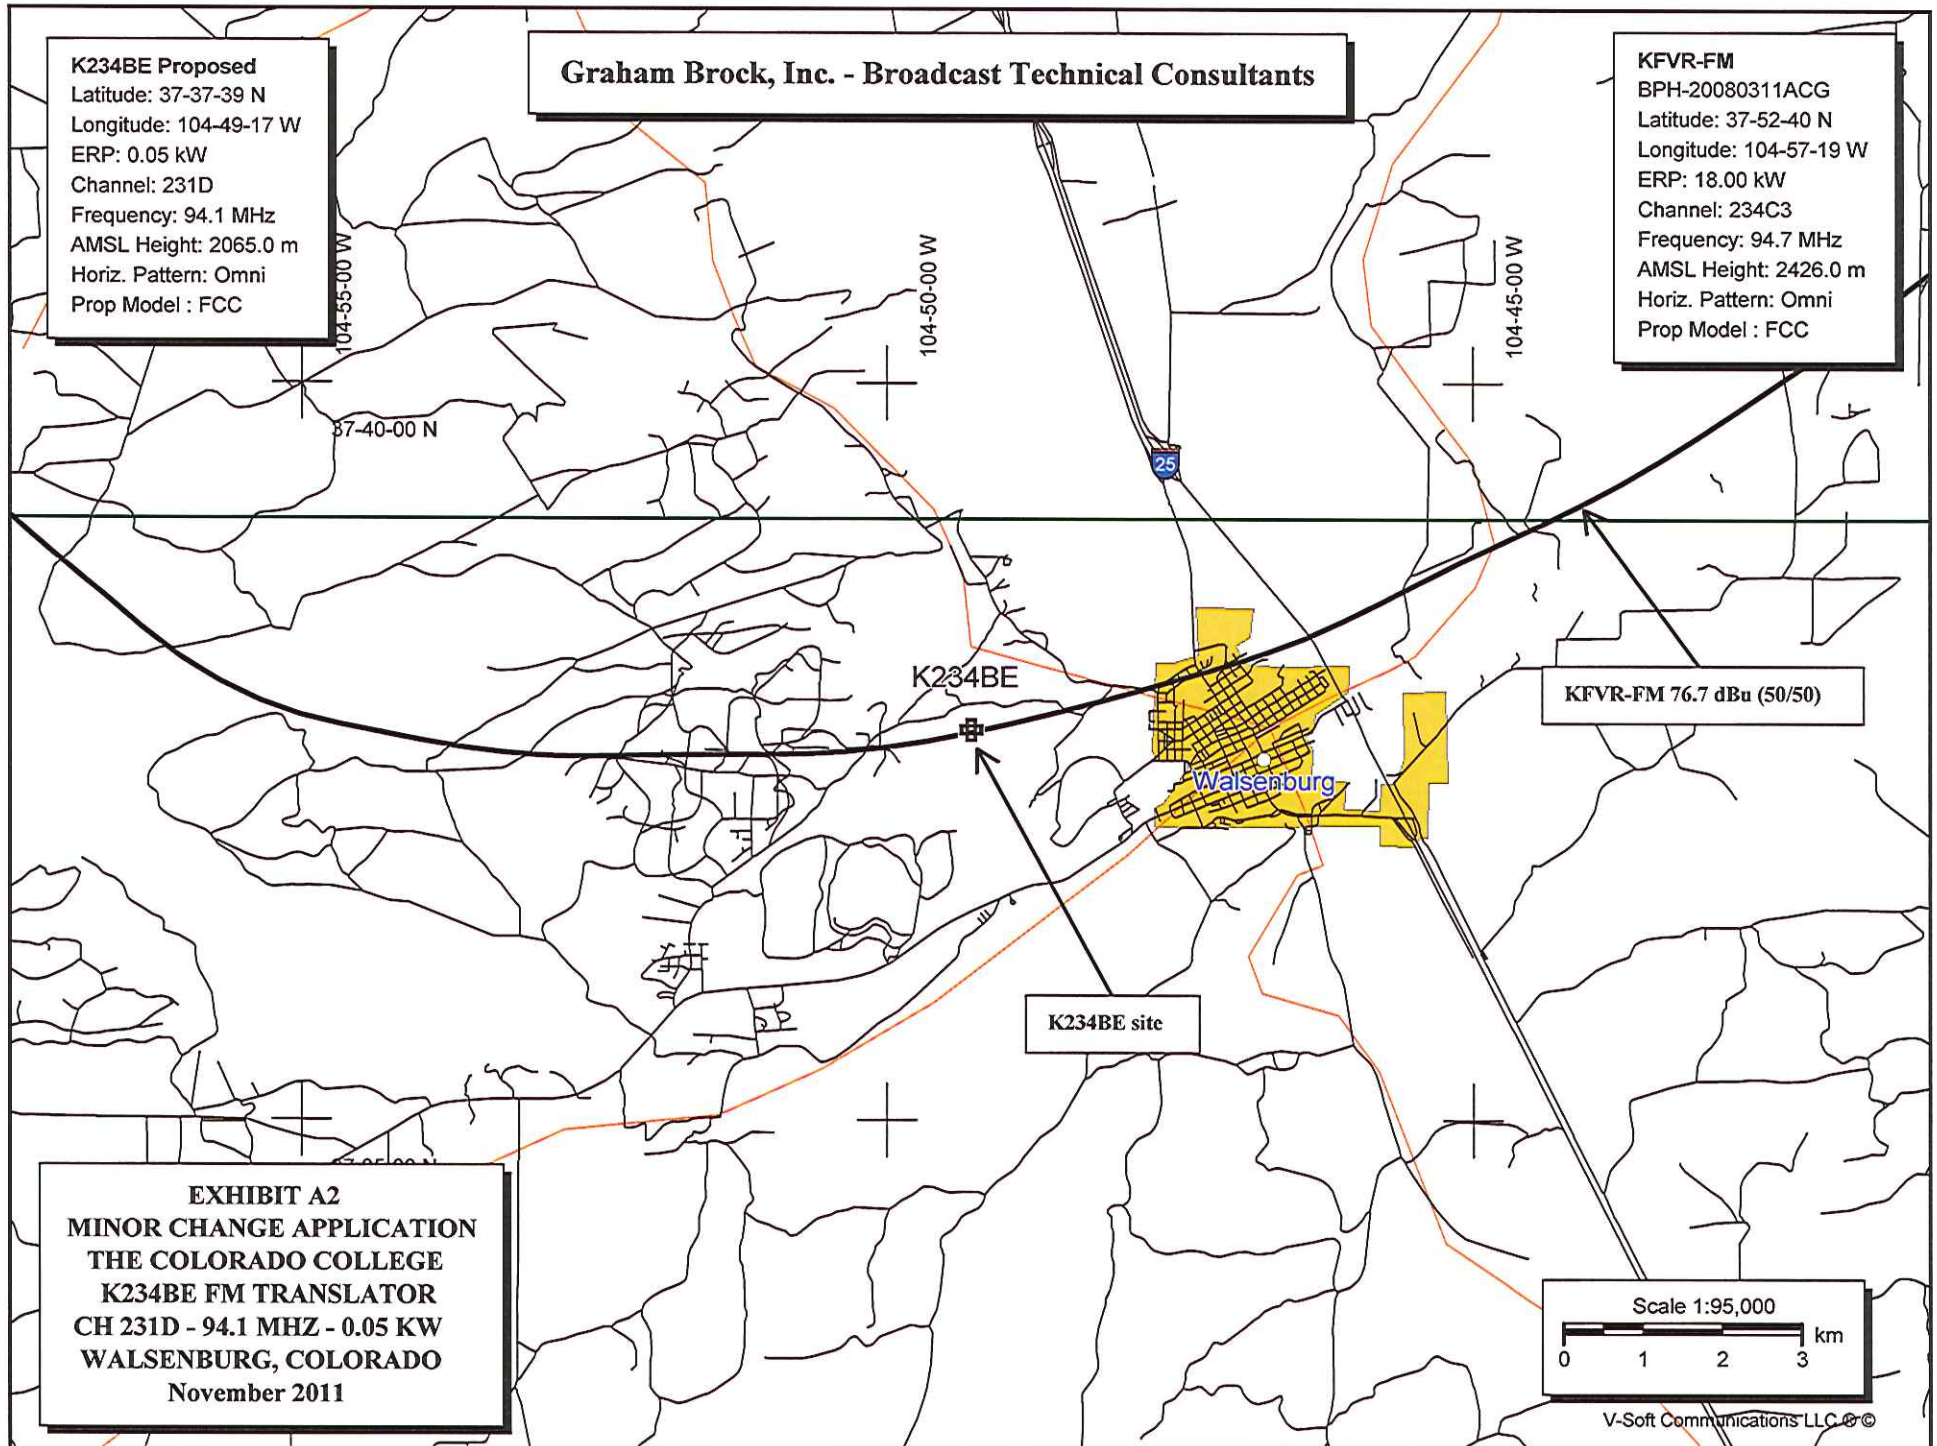 K234BE Proposed
Latitude: 37-37-39 N
Longitude: 104-49-17 W
ERP: 0.05 kW
Channel: 231D
Frequency: 94.1 MHz
AMSL Height: 2065.0 m
Horiz. Pattern: Omni
Prop Model : FCC
Graham Brock, Inc. - Broadcast Technical Consultants
KFVR-FM
BPH-20080311ACG
Latitude: 37-52-40 N
Longitude: 104-57-19 W
ERP: 18.00 kW
Channel: 234C3
Frequency: 94.7 MHz
AMSL Height: 2426.0 m
Horiz. Pattern: Omni
Prop Model : FCC
104-55-00 W
104-50-00 W
104-45-00 W
37-40-00 N
25
K234BE
KFVR-FM 76.7 dBu (50/50)
Walsenburg
K234BE site
EXHIBIT A2
MINOR CHANGE APPLICATION
THE COLORADO COLLEGE
K234BE FM TRANSLATOR
CH 231D - 94.1 MHZ - 0.05 KW
WALSENBURG, COLORADO
November 2011
Scale 1:95,000
km
0 1 2 3
V-Soft Communications LLC ® ©